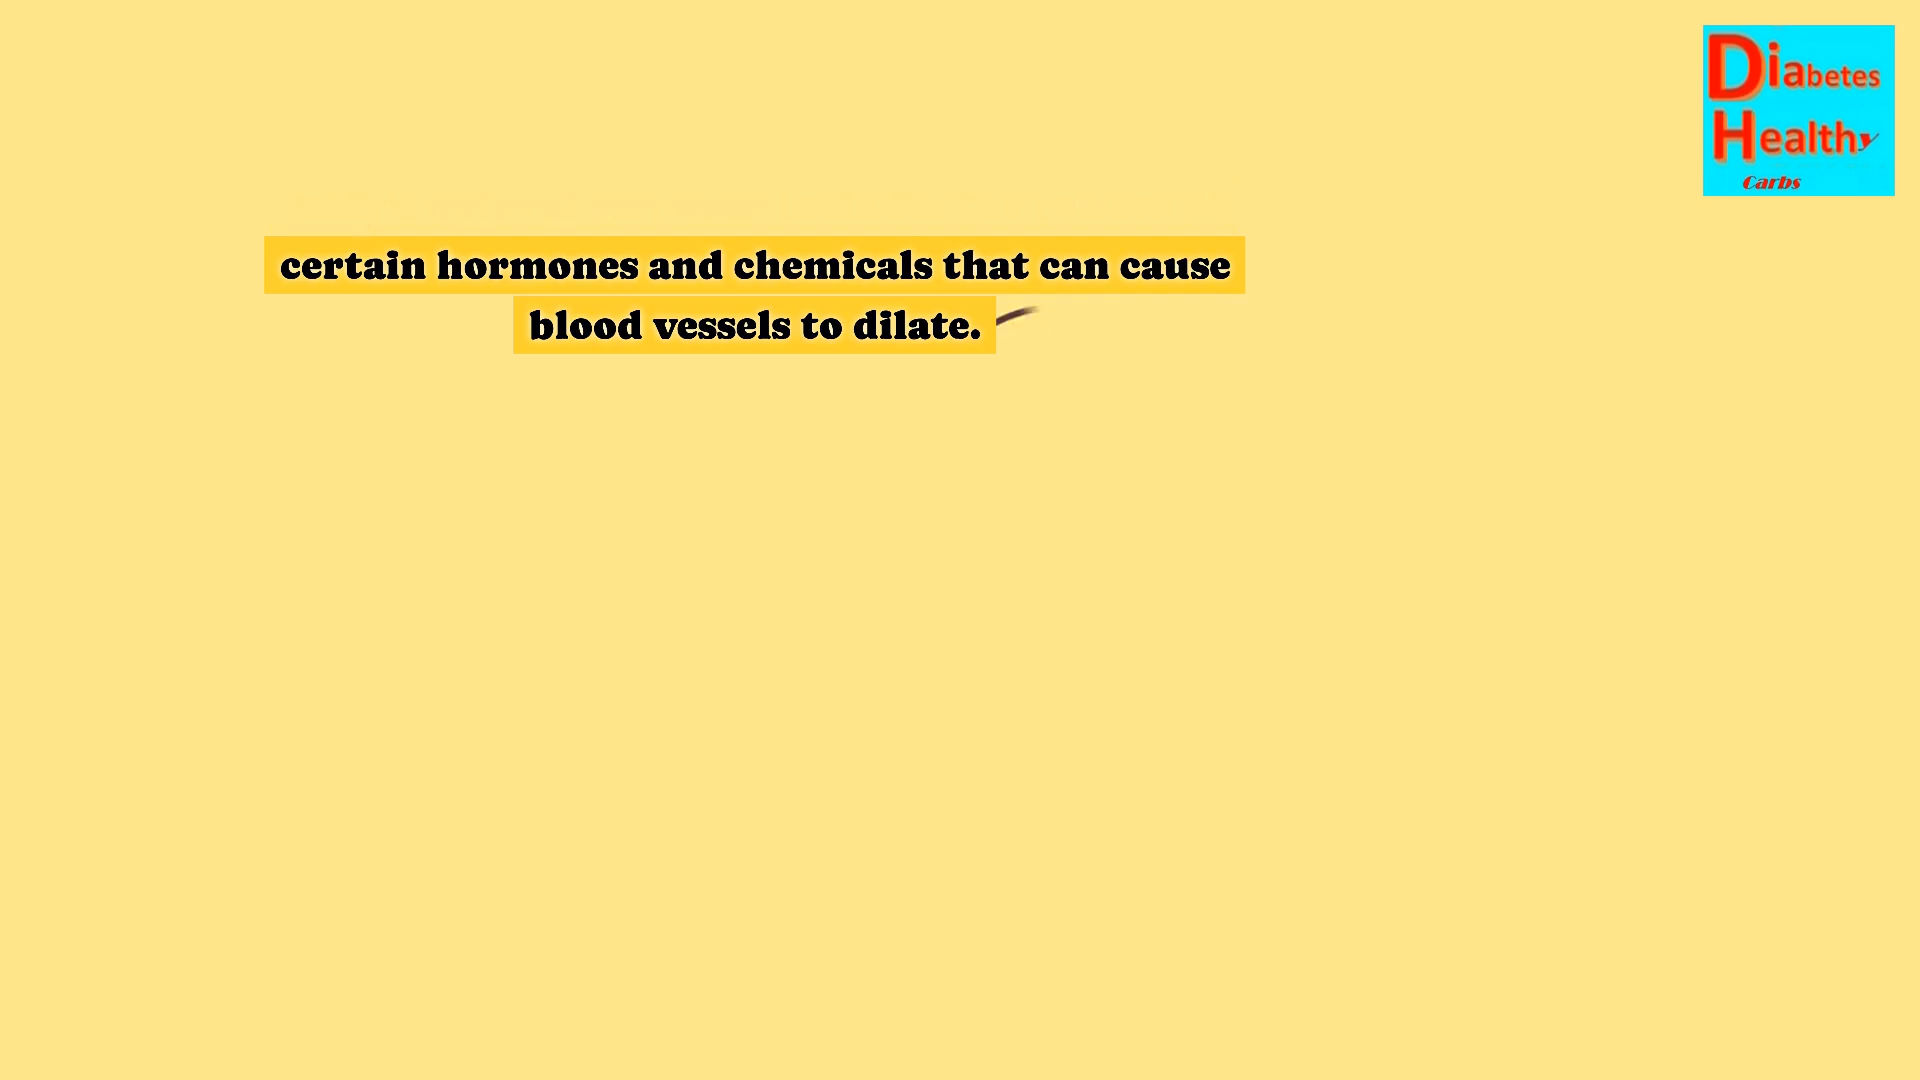 Diabetes
Healthy
Carbs
certain hormones and chemicals that can cause
blood vessels to dilate.